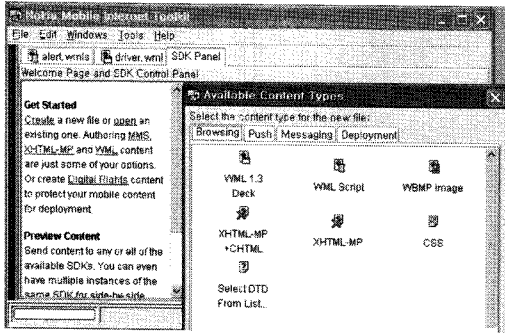 Nokia Mobile Internet Toolkit
File Edit Windows Tools Help
alert.wmls driver.wml SDK Panel
Welcome Page and SDK Control Panel
Get Started
Create a new file or open an
existing one. Authoring MMS,
XHTML-MP and WML content
are just some of your options.
Or create Digital Rights content
to protect your mobile content
for deployment.
Preview Content
Send content to any or all of the
available SDKs. You can even
have multiple instances of the
same SDK for side-by-side
Available Content Types
Select the content type for the new file:
Browsing Push Messaging Deployment
WML 1.3
Deck
WML Script
WBMP Image
XHTML-MP
+CHTML
XHTML-MP
CSS
Select DTD
From List...